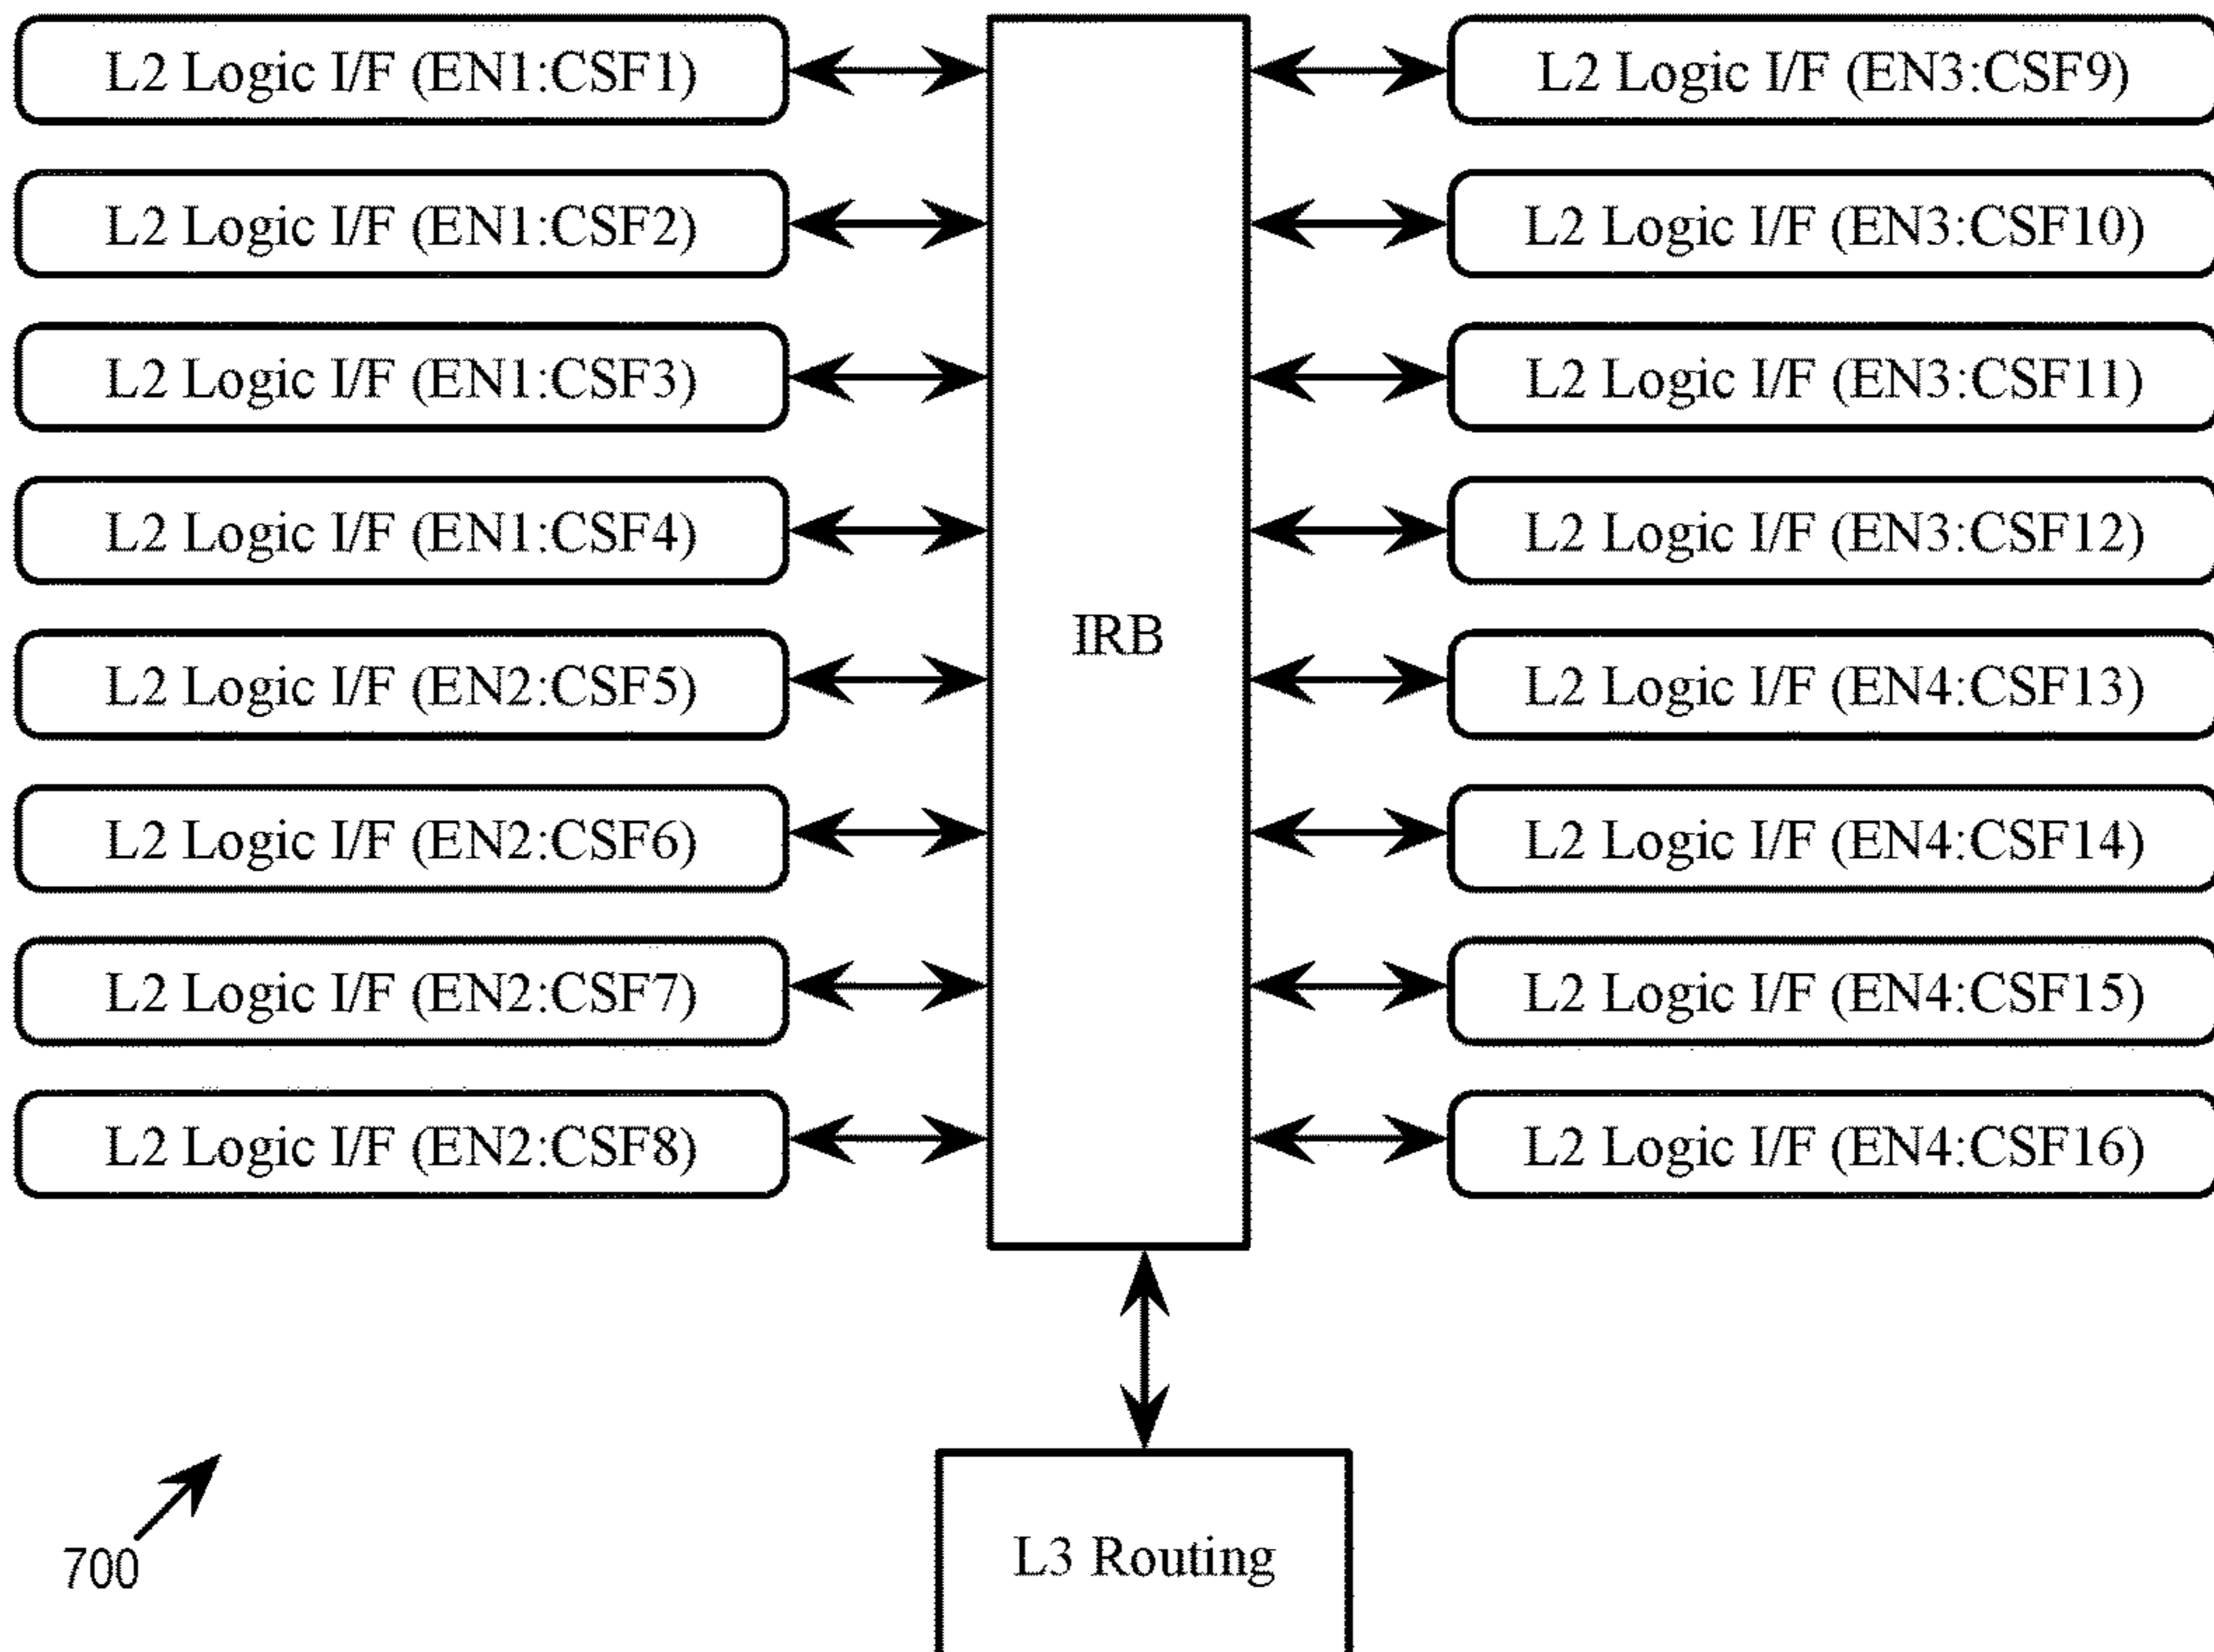 L2 Logic I/F (EN1:CSF1)
L2 Logic I/F (EN1:CSF2)
L2 Logic I/F (EN1:CSF3)
L2 Logic I/F (EN1:CSF4)
L2 Logic I/F (EN2:CSF5)
L2 Logic I/F (EN2:CSF6)
L2 Logic I/F (EN2:CSF7)
L2 Logic I/F (EN2:CSF8)
IRB
L2 Logic I/F (EN3:CSF9)
L2 Logic I/F (EN3:CSF10)
L2 Logic I/F (EN3:CSF11)
L2 Logic I/F (EN3:CSF12)
L2 Logic I/F (EN4:CSF13)
L2 Logic I/F (EN4:CSF14)
L2 Logic I/F (EN4:CSF15)
L2 Logic I/F (EN4:CSF16)
L3 Routing
700